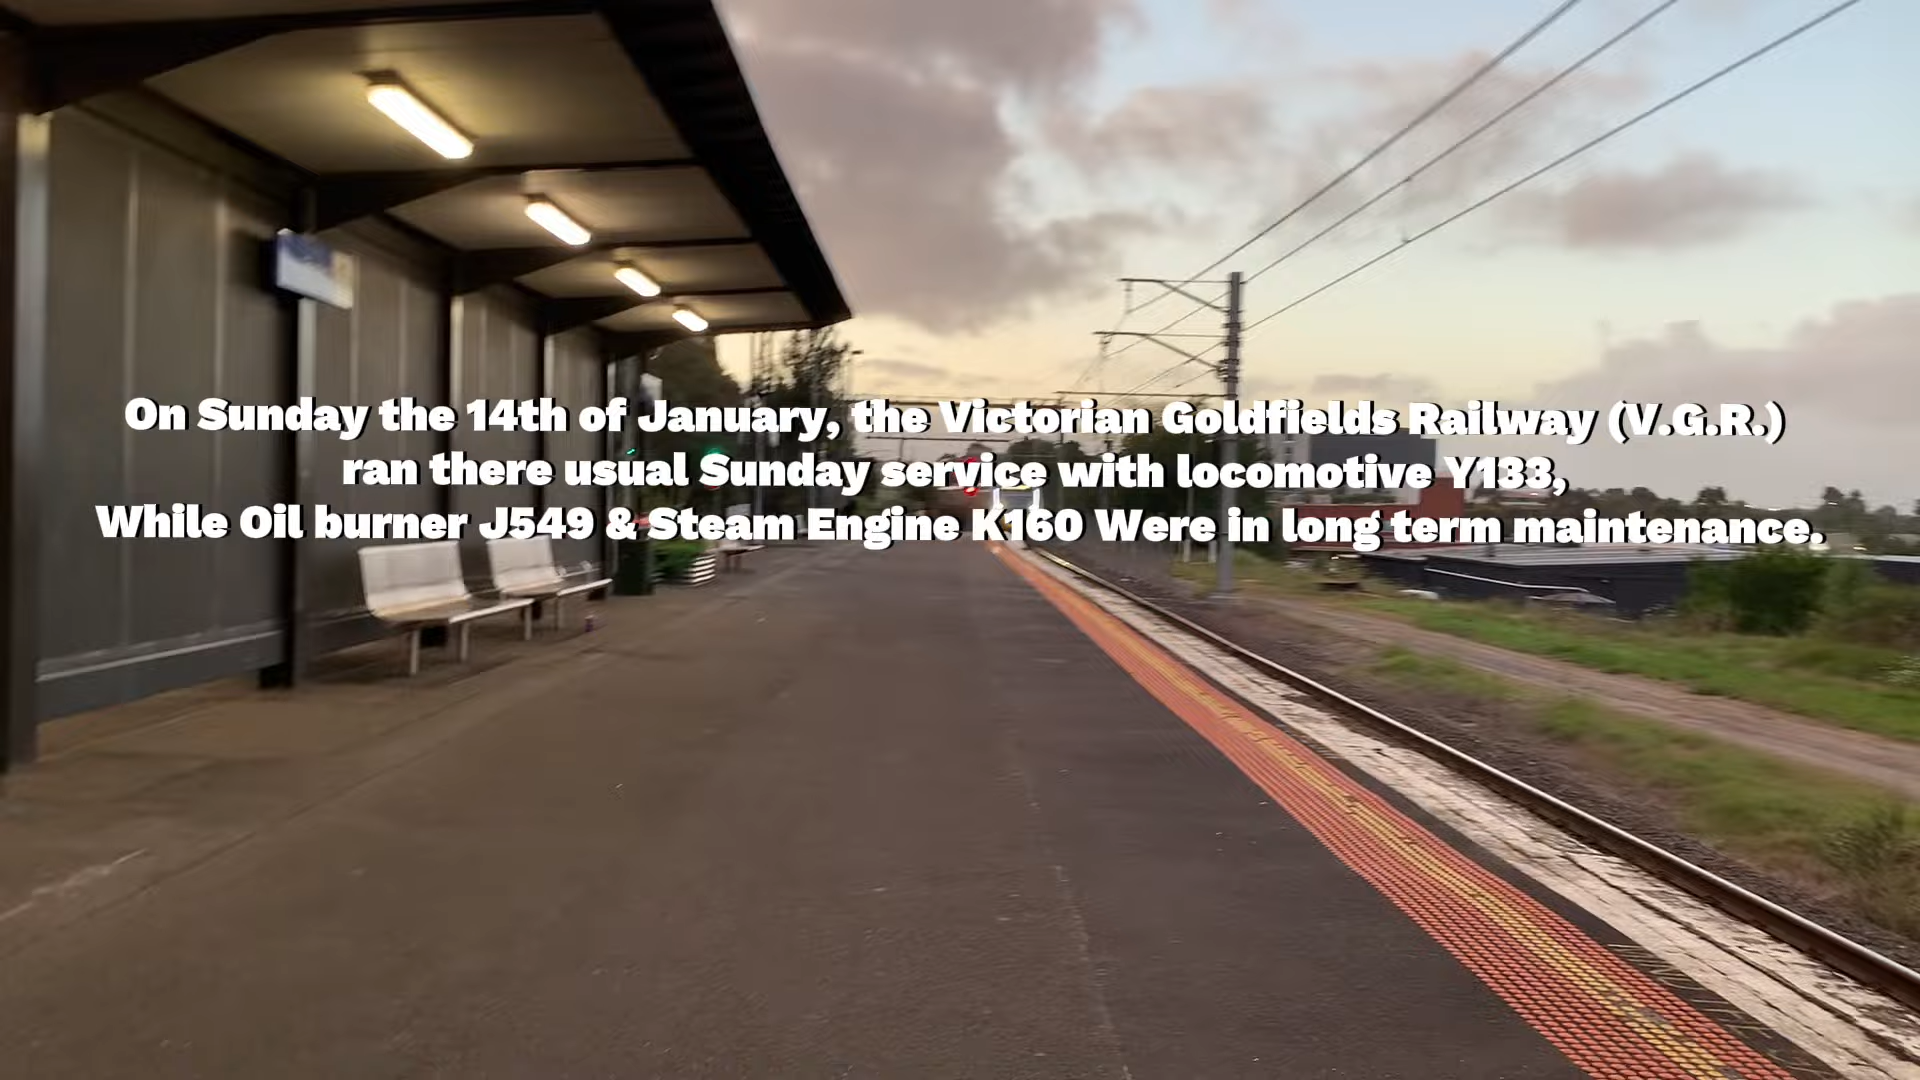 On Sunday the 14th of January, the Victorian Goldfields Railway (V.G.R.)
ran there usual Sunday service with locomotive Y133,
While Oil burner J549 & Steam Engine K160 Were in long term maintenance.